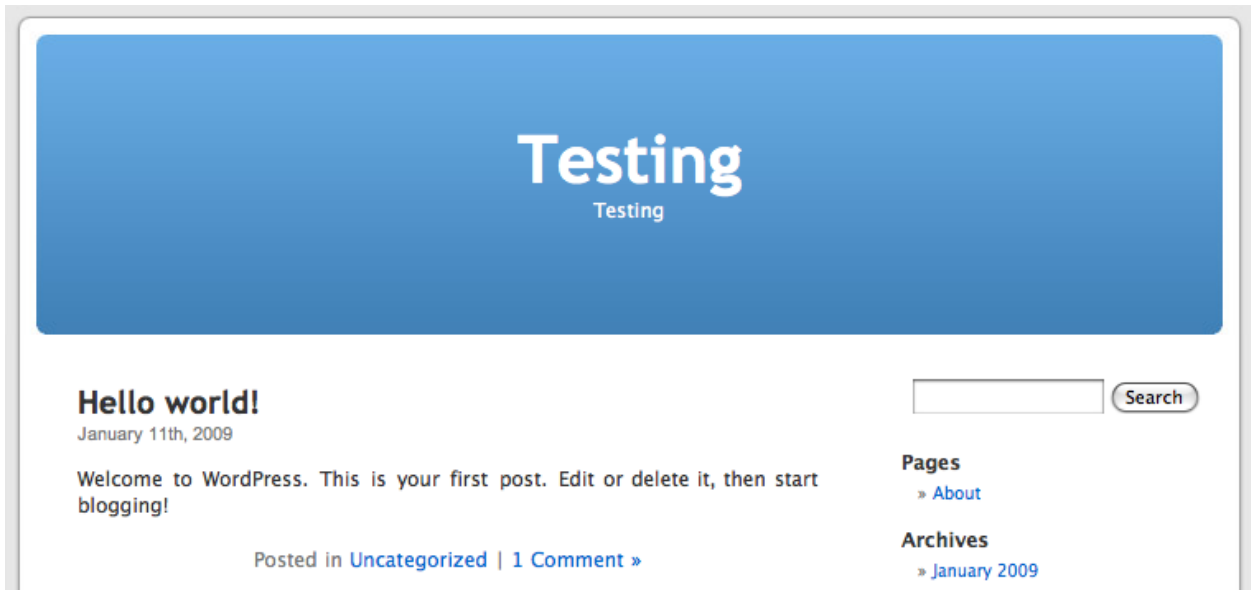 Testing
Testing
Hello world!
January 11th, 2009
Welcome to WordPress. This is your first post. Edit or delete it, then start
blogging!
Posted in Uncategorized | 1 Comment »
Search
Pages
» About
Archives
» January 2009